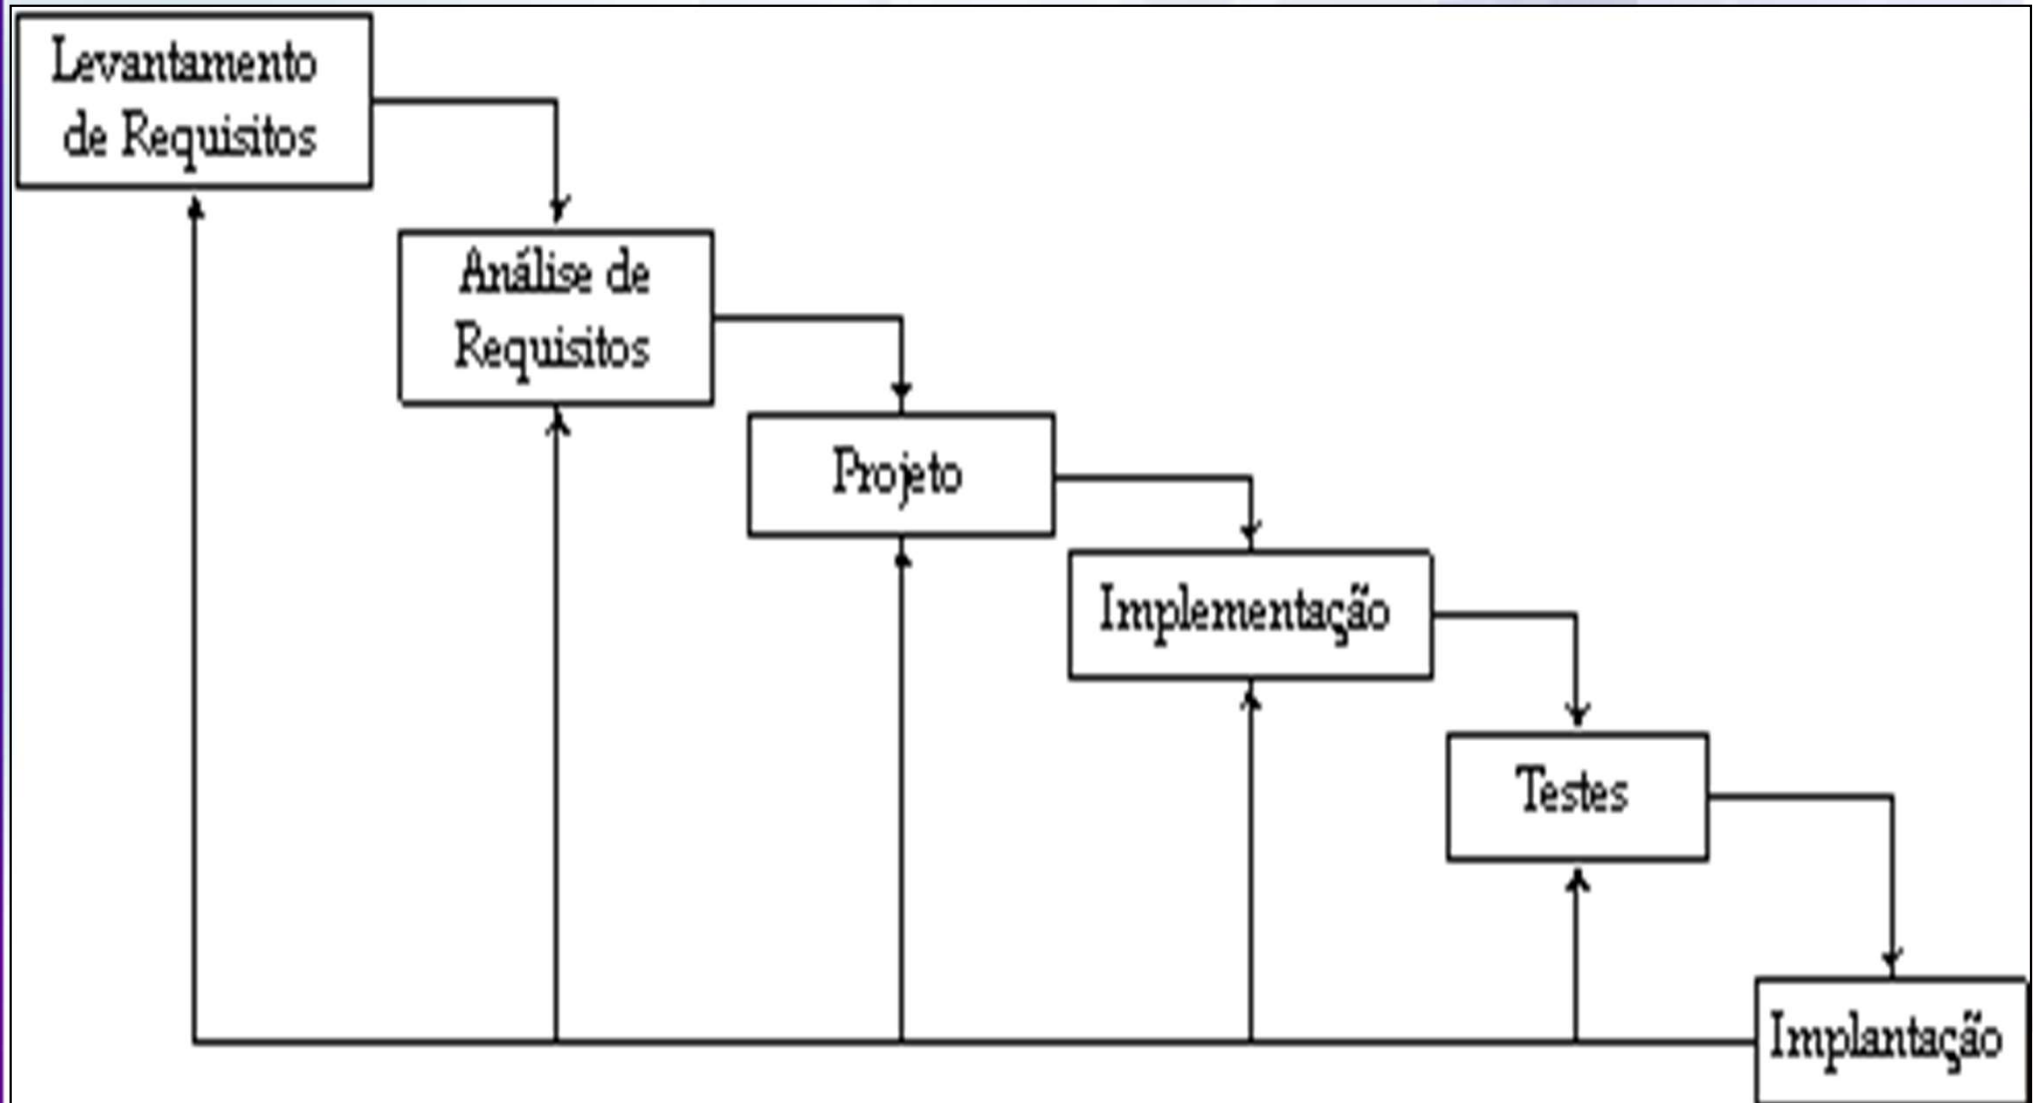 Levantamento
de Requisitos
Análise de
Requisitos
Projeto
Implementação
Testes
Implantação